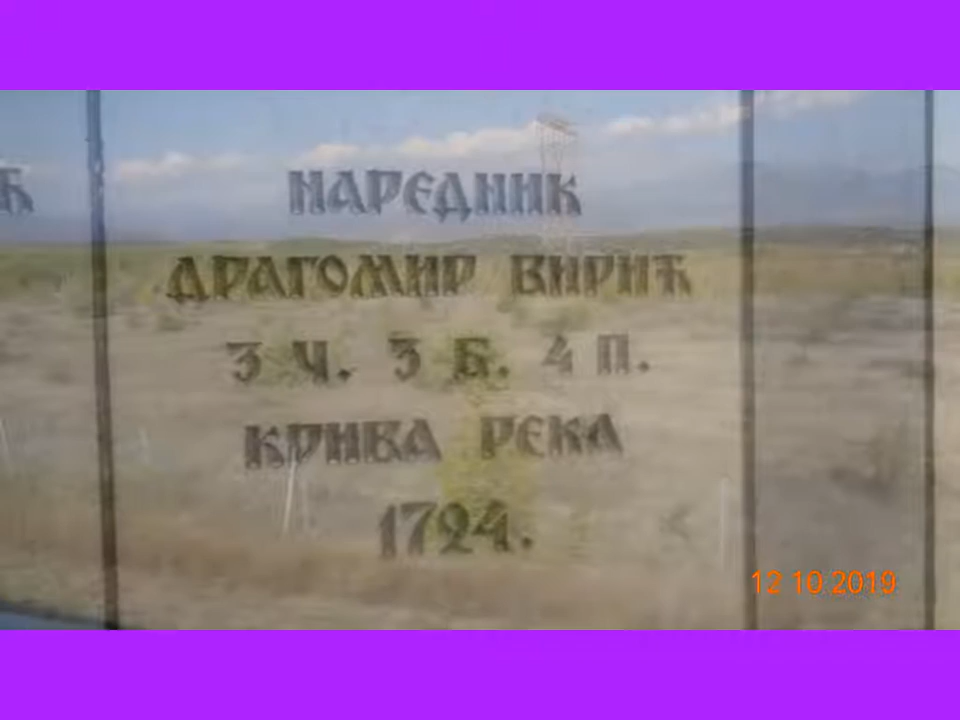 Ћ
НАРЕДНИК
ДРАГОМИР ВИРИЋ
3 Ч. 3 Б. 4 П.
КРИВА РЕКА
1724.
12 10 2019